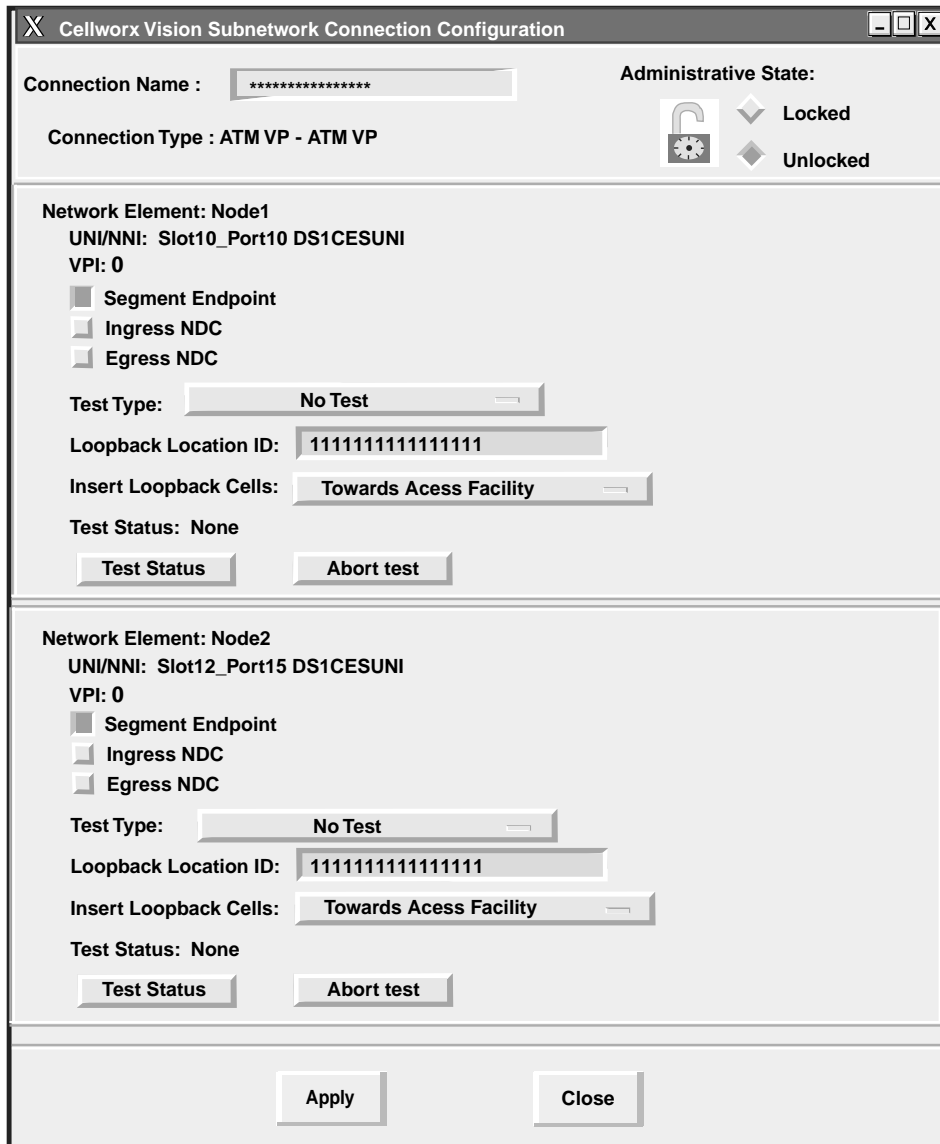 X Cellworx Vision Subnetwork Connection Configuration X
Connection Name : ****************
Administrative State:
Locked
Connection Type : ATM VP - ATM VP
Unlocked
Network Element: Node1
UNI/NNI: Slot10_Port10 DS1CESUNI
VPI: 0
Segment Endpoint
Ingress NDC
Egress NDC
Test Type: No Test
Loopback Location ID: 1111111111111111
Insert Loopback Cells: Towards Acess Facility
Test Status: None
Test Status Abort test
Network Element: Node2
UNI/NNI: Slot12_Port15 DS1CESUNI
VPI: 0
Segment Endpoint
Ingress NDC
Egress NDC
Test Type: No Test
Loopback Location ID: 1111111111111111
Insert Loopback Cells: Towards Acess Facility
Test Status: None
Test Status Abort test
Apply Close